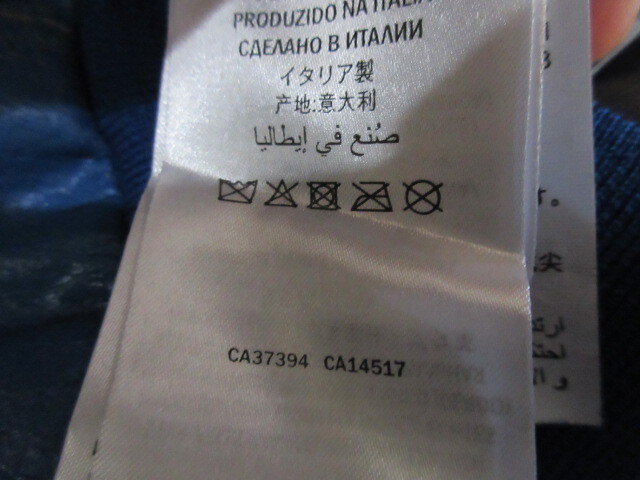 PRODUZIDO NA ITALIA
СДЕЛАНО В ИТАЛИИ
イタリア製
产地:意大利
صُنع في إيطاليا
CA37394 CA14517